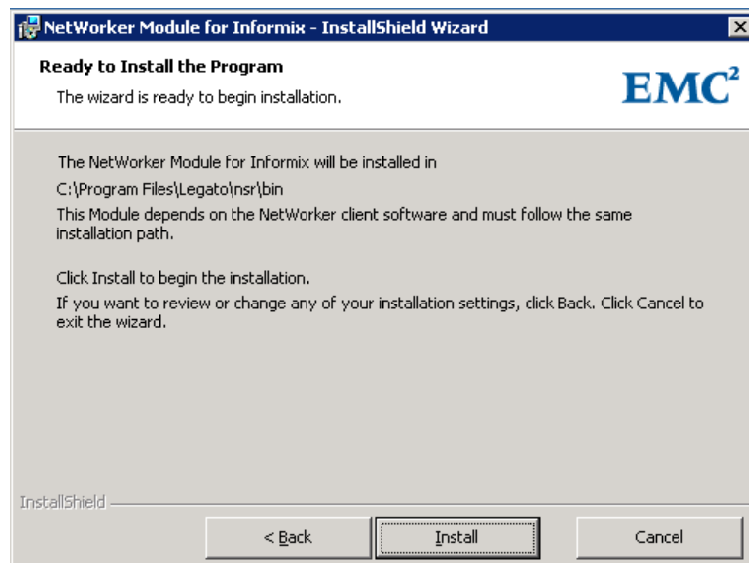 NetWorker Module for Informix - InstallShield Wizard
Ready to Install the Program
The wizard is ready to begin installation.
EMC²
The NetWorker Module for Informix will be installed in
C:\Program Files\Legato\nsr\bin
This Module depends on the NetWorker client software and must follow the same
installation path.
Click Install to begin the installation.
If you want to review or change any of your installation settings, click Back. Click Cancel to
exit the wizard.
InstallShield
< Back
Install
Cancel